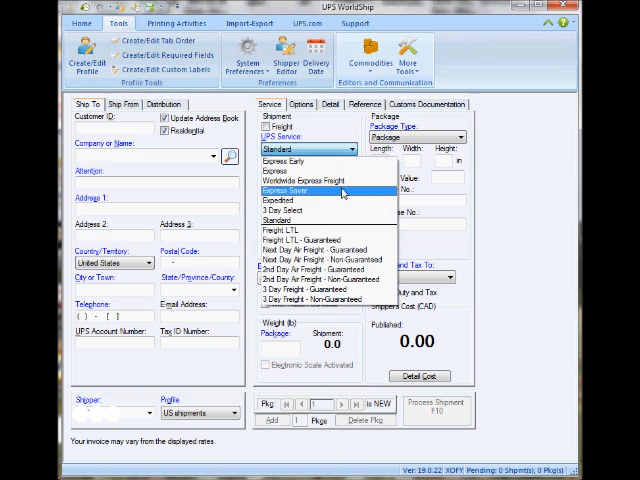 UPS WorldShip
Home Tools Printing Activities Import-Export UPS.com Support
Create/Edit Profile
Create/Edit Tab Order
Create/Edit Required Fields
Create/Edit Custom Labels
Profile Tools
System Preferences
Shipper Editor
Delivery Date
Preferences
Commodities
More Tools
Editors and Communication
Ship To Ship From Distribution
Customer ID:
Update Address Book
Residential
Company or Name:
Attention:
Address 1:
Address 2: Address 3:
Country/Territory: Postal Code:
United States -
City or Town: State/Province/County:
Telephone: E-mail Address:
( ) - [ ]
UPS Account Number: Tax ID Number:
Shipper: Profile
US shipments
Your invoice may vary from the displayed rates.
Service Options Detail Reference Customs Documentation
Shipment
Freight
UPS Service:
Standard
Express Early
Express
Worldwide Express Freight
Express Saver
Expedited
3 Day Select
Standard
Freight LTL
Freight LTL - Guaranteed
Next Day Air Freight - Guaranteed
Next Day Air Freight - Non-Guaranteed
2nd Day Air Freight - Guaranteed
2nd Day Air Freight - Non-Guaranteed
3 Day Freight - Guaranteed
3 Day Freight - Non-Guaranteed
Weight (lb)
Package: Shipment:
0.0
Electronic Scale Activated
Package
Package Type:
Package
Length: Width: Height:
in
Value:
No.:
and Tax To:
Duty and Tax
Shipper's Cost (CAD)
Published:
0.00
Detail Cost
Pkg: 1 is NEW
Add 1 Pkgs Delete Pkg
Process Shipment
F10
Ver: 19.0.22 XOFY Pending: 0 Shpmt(s), 0 Pkg(s)